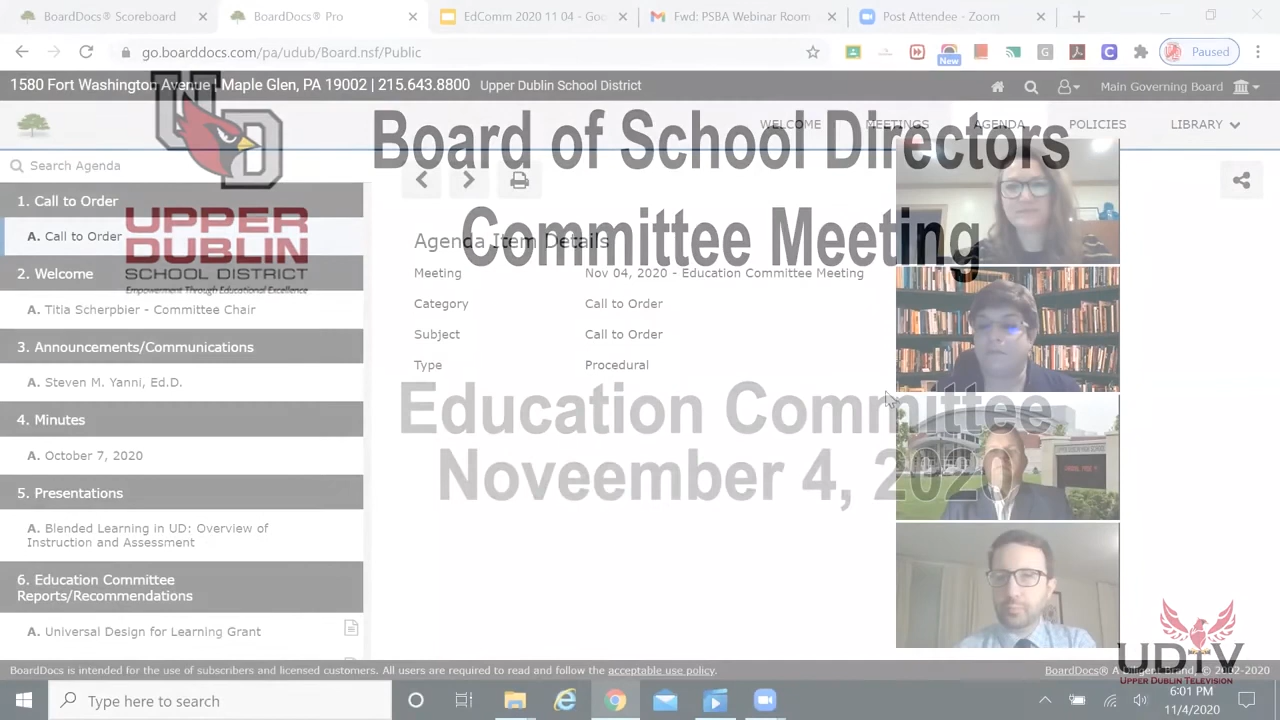 BoardDocs® Scoreboard
BoardDocs® Pro
EdComm 2020 11 04 - Goo
Fwd: PSBA Webinar Room
Post Attendee - Zoom
go.boarddocs.com/pa/udub/Board.nsf/Public
New
Paused
1580 Fort Washington Avenue | Maple Glen, PA 19002 | 215.643.8800 Upper Dublin School District
Main Governing Board
WELCOME MEETINGS AGENDA POLICIES LIBRARY
Board of School Directors
Committee Meeting
Education Committee
Noveember 4, 2020
UD
UPPER
DUBLIN
SCHOOL DISTRICT
Empowerment Through Educational Excellence
Search Agenda
1. Call to Order
A. Call to Order
2. Welcome
A. Titia Scherpbier - Committee Chair
3. Announcements/Communications
A. Steven M. Yanni, Ed.D.
4. Minutes
A. October 7, 2020
5. Presentations
A. Blended Learning in UD: Overview of
Instruction and Assessment
6. Education Committee
Reports/Recommendations
A. Universal Design for Learning Grant
Agenda Item Details
Meeting Nov 04, 2020 - Education Committee Meeting
Category Call to Order
Subject Call to Order
Type Procedural
BoardDocs is intended for the use of subscribers and licensed customers. All users are required to read and follow the acceptable use policy.
BoardDocs® A Diligent Brand. © 2002-2020
UDTV
UPPER DUBLIN TELEVISION
Type here to search
6:01 PM
11/4/2020